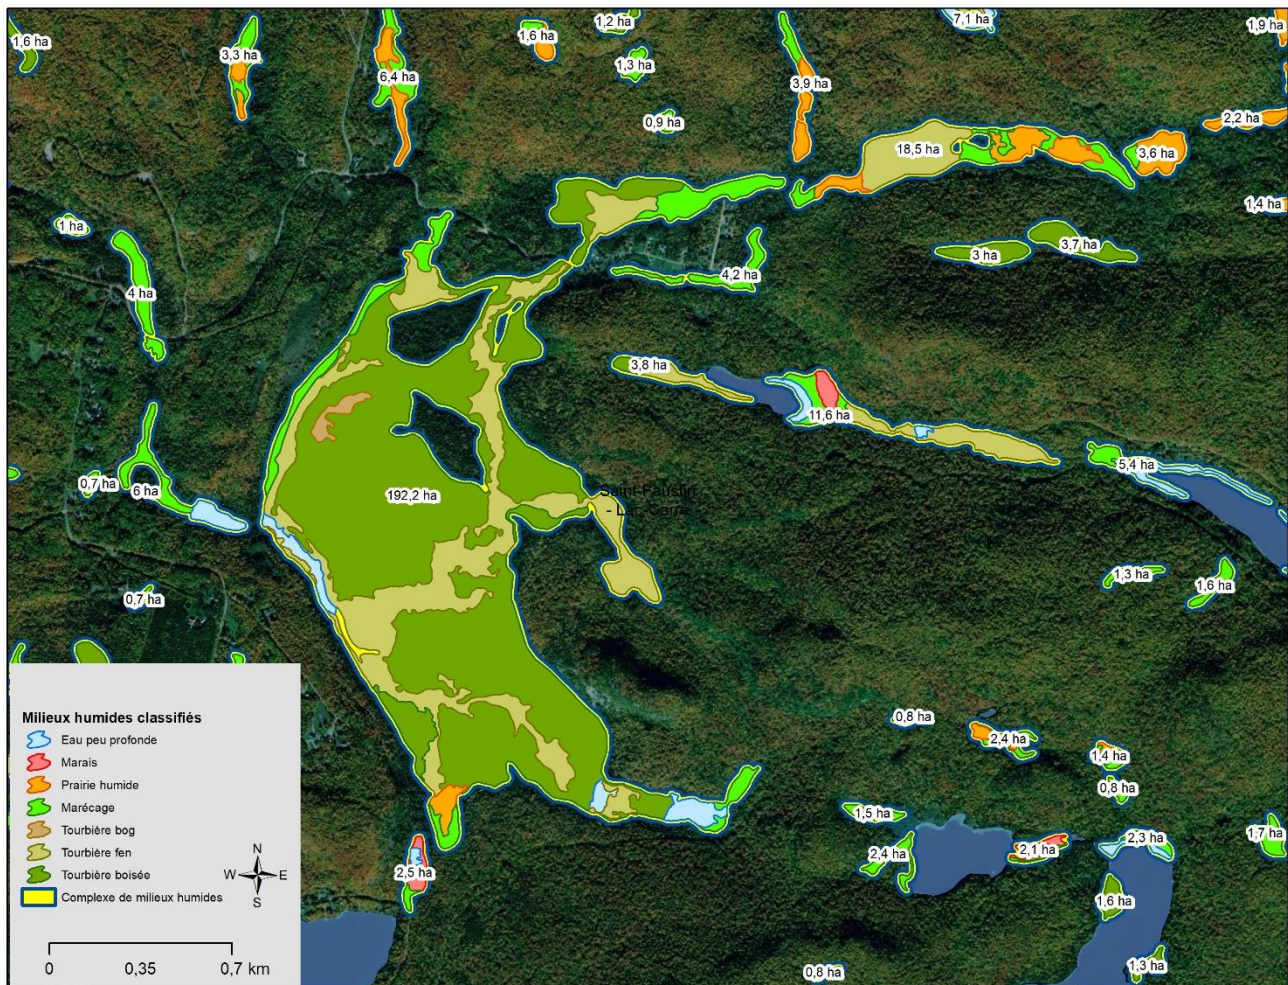 1,2 ha
7,1 ha
1,9 ha
1,6 ha
1,6 ha
3,3 ha
6,4 ha
1,3 ha
3,9 ha
0,9 ha
2,2 ha
18,5 ha
3,6 ha
1,4 ha
1 ha
3 ha
3,7 ha
4,2 ha
4 ha
3,8 ha
11,6 ha
5,4 ha
0,7 ha
6 ha
192,2 ha
1,3 ha
1,6 ha
0,7 ha
0,8 ha
2,4 ha
1,4 ha
0,8 ha
1,5 ha
2,4 ha
2,1 ha
2,3 ha
1,7 ha
2,5 ha
1,6 ha
1,3 ha
0,8 ha
Milieux humides classifiés
Eau peu profonde
Marais
Prairie humide
Marécage
Tourbière bog
Tourbière fen
Tourbière boisée
Complexe de milieux humides
N
W E
S
0 0,35 0,7 km